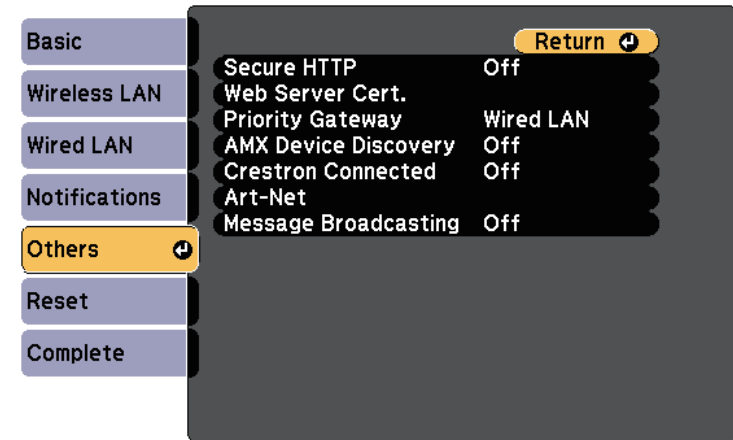 Basic
Wireless LAN
Wired LAN
Notifications
Others
Reset
Complete
Return
Secure HTTP Off
Web Server Cert.
Priority Gateway Wired LAN
AMX Device Discovery Off
Crestron Connected Off
Art-Net
Message Broadcasting Off